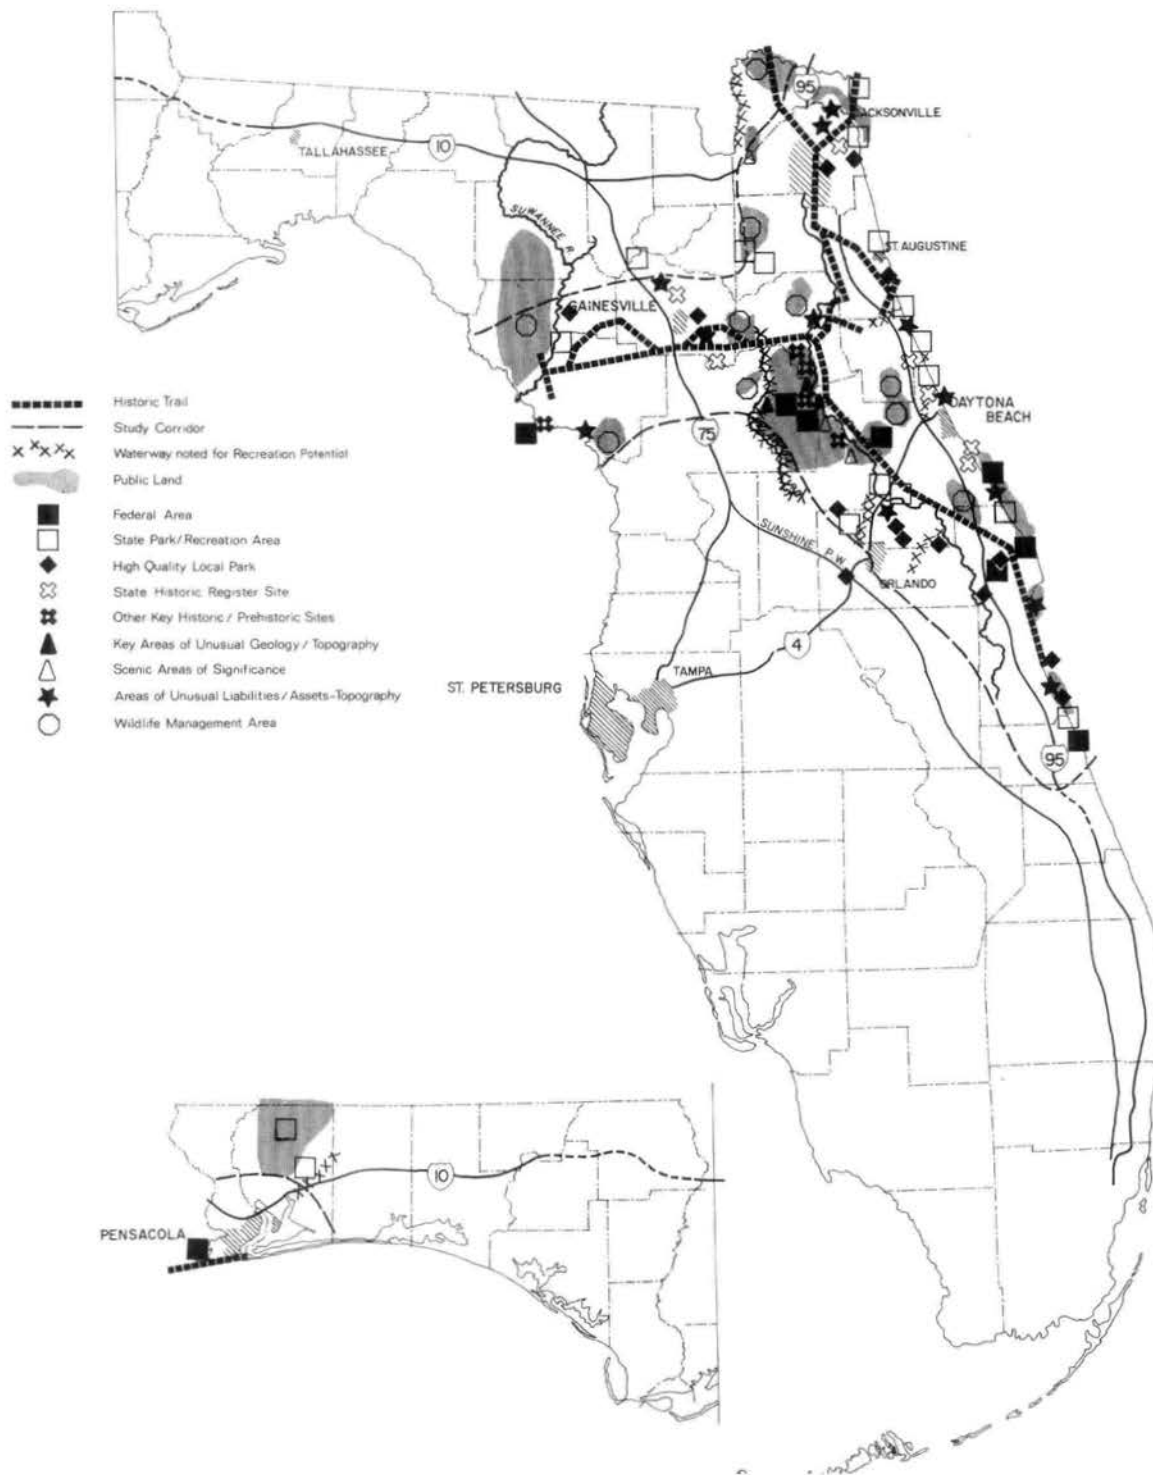 95
JACKSONVILLE
10
TALLAHASSEE
SUWANNEE R.
ST. AUGUSTINE
GAINESVILLE
DAYTONA
BEACH
75
SUNSHINE P.W.
ORLANDO
4
TAMPA
ST. PETERSBURG
95
Historic Trail
Study Corridor
Waterway noted for Recreation Potential
Public Land
Federal Area
State Park/Recreation Area
High Quality Local Park
State Historic Register Site
Other Key Historic / Prehistoric Sites
Key Areas of Unusual Geology / Topography
Scenic Areas of Significance
Areas of Unusual Liabilities/Assets-Topography
Wildlife Management Area
10
PENSACOLA